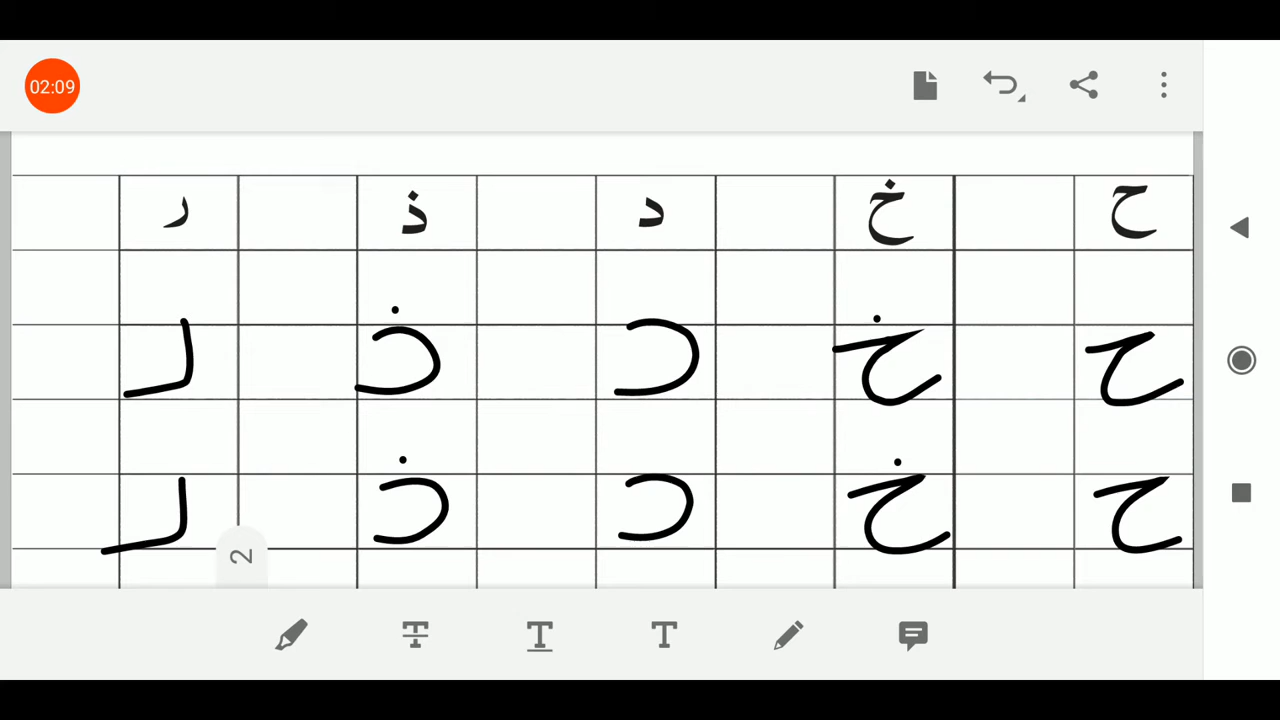 02:09
ح خ د ذ ر
ح خ د ذ ر
ح خ د ذ ر
2
T T T